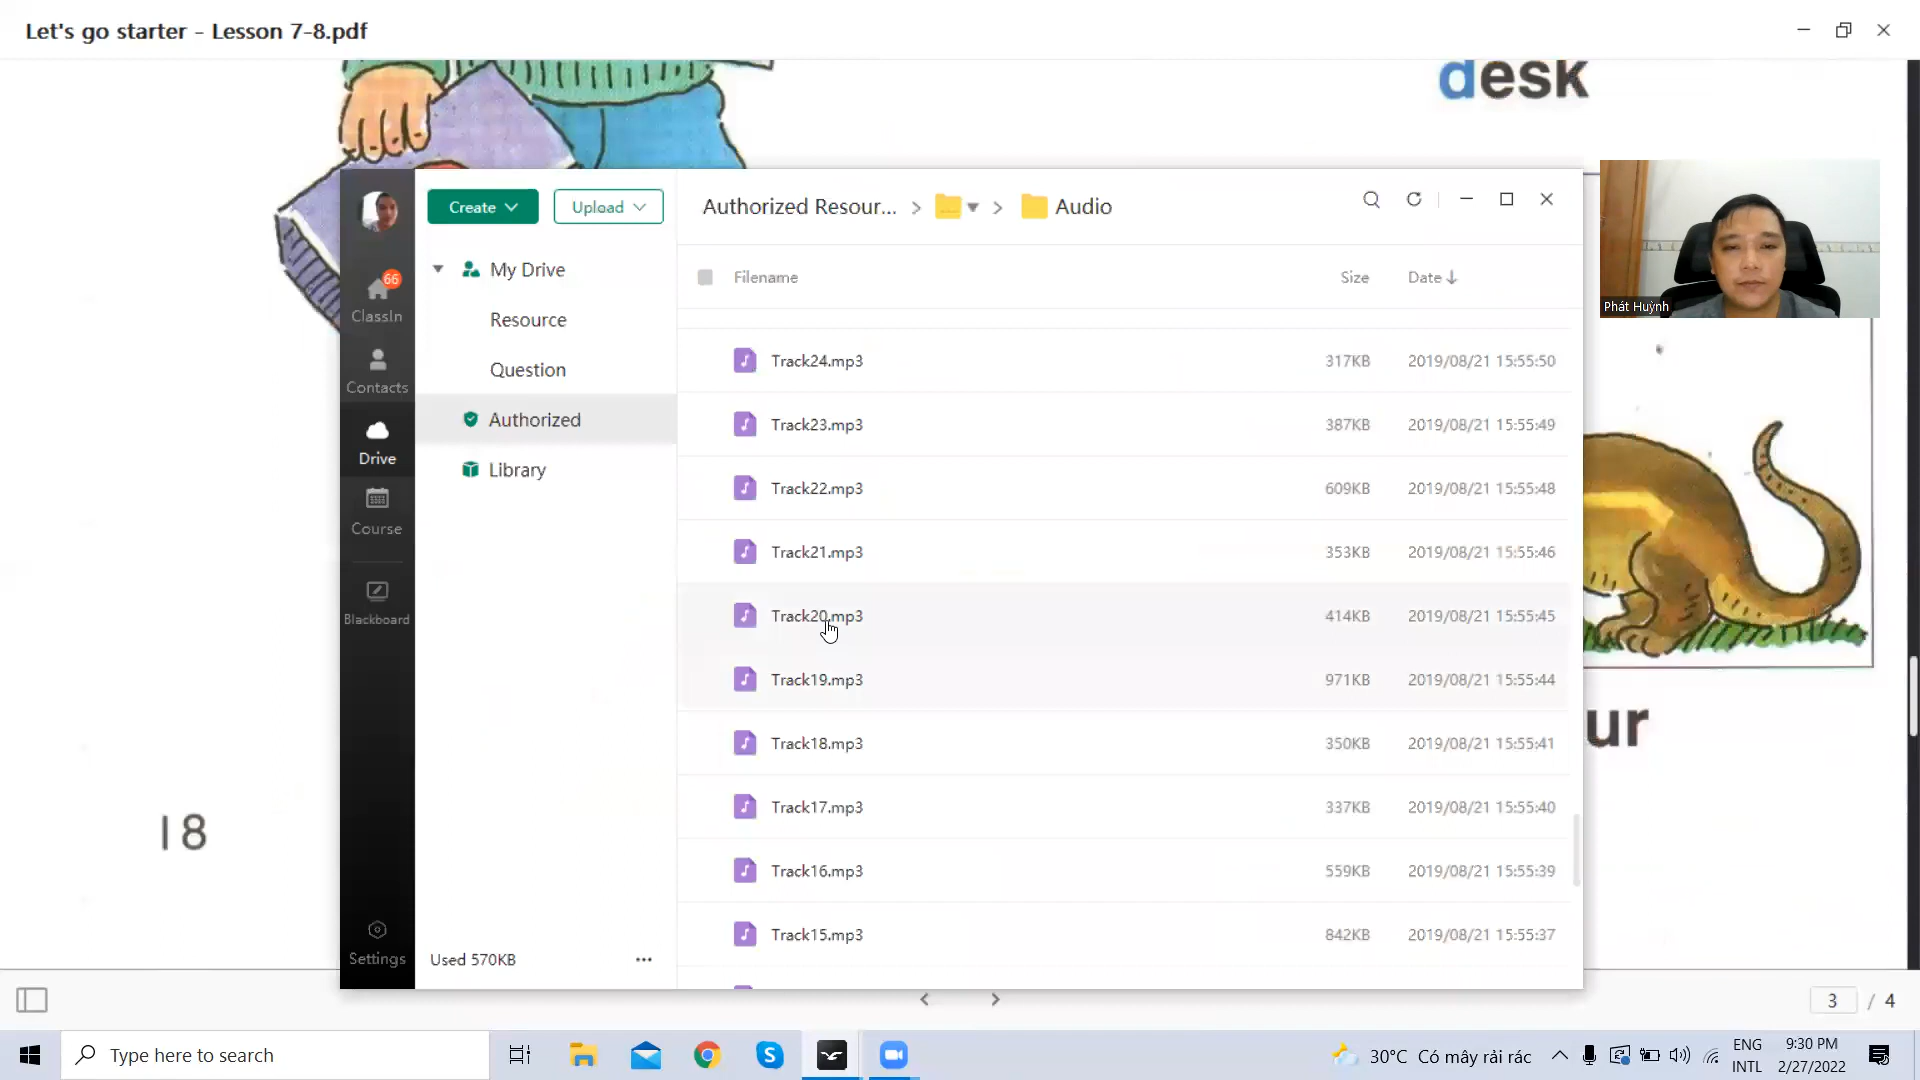 Let's go starter - Lesson 7-8.pdf
desk
Create
Upload
Authorized Resour...
Audio
Phát Huỳnh
66
ClassIn
Contacts
Drive
Course
Blackboard
Settings
My Drive
Resource
Question
Authorized
Library
Used 570KB
Filename Size Date
Track24.mp3 317KB 2019/08/21 15:55:50
Track23.mp3 387KB 2019/08/21 15:55:49
Track22.mp3 609KB 2019/08/21 15:55:48
Track21.mp3 353KB 2019/08/21 15:55:46
Track20.mp3 414KB 2019/08/21 15:55:45
Track19.mp3 971KB 2019/08/21 15:55:44
Track18.mp3 350KB 2019/08/21 15:55:41
Track17.mp3 337KB 2019/08/21 15:55:40
Track16.mp3 559KB 2019/08/21 15:55:39
Track15.mp3 842KB 2019/08/21 15:55:37
ur
18
3 / 4
Type here to search
30°C Có mây rải rác
ENG
INTL
9:30 PM
2/27/2022